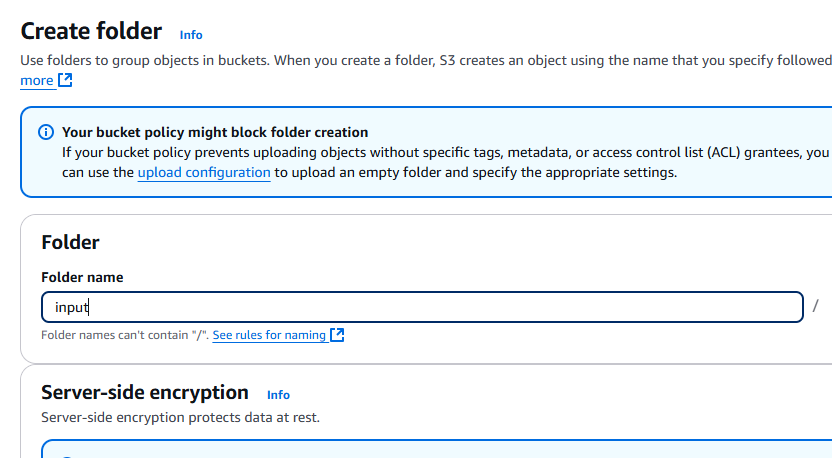 Create folder Info
Use folders to group objects in buckets. When you create a folder, S3 creates an object using the name that you specify followed
more
Your bucket policy might block folder creation
If your bucket policy prevents uploading objects without specific tags, metadata, or access control list (ACL) grantees, you
can use the upload configuration to upload an empty folder and specify the appropriate settings.
Folder
Folder name
input /
Folder names can't contain "/". See rules for naming
Server-side encryption Info
Server-side encryption protects data at rest.